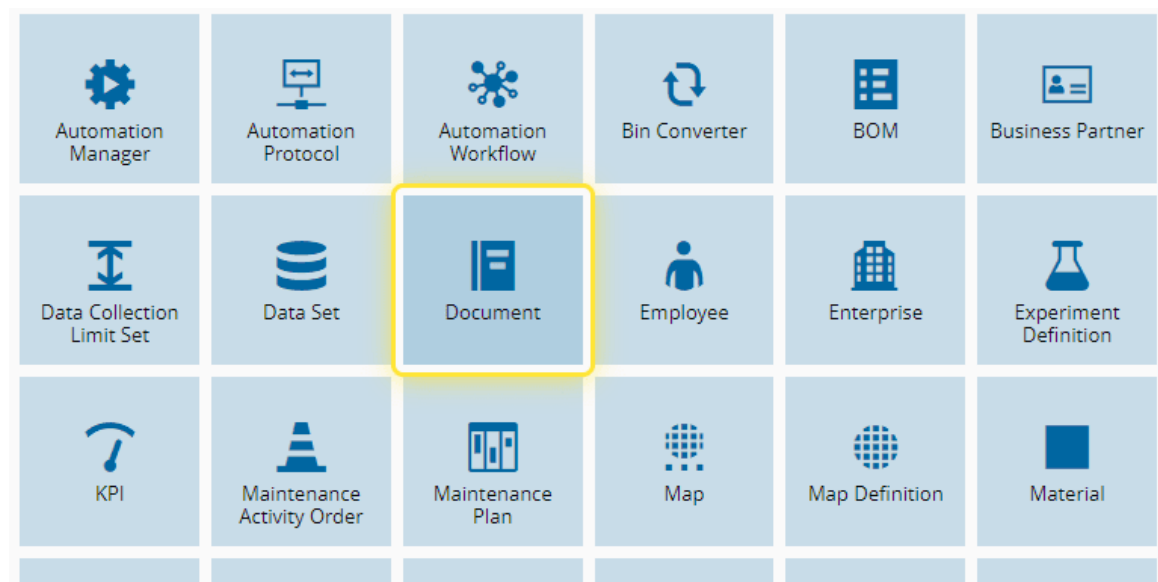 Automation
Manager
Automation
Protocol
Automation
Workflow
Bin Converter
BOM
Business Partner
Data Collection
Limit Set
Data Set
Document
Employee
Enterprise
Experiment
Definition
KPI
Maintenance
Activity Order
Maintenance
Plan
Map
Map Definition
Material